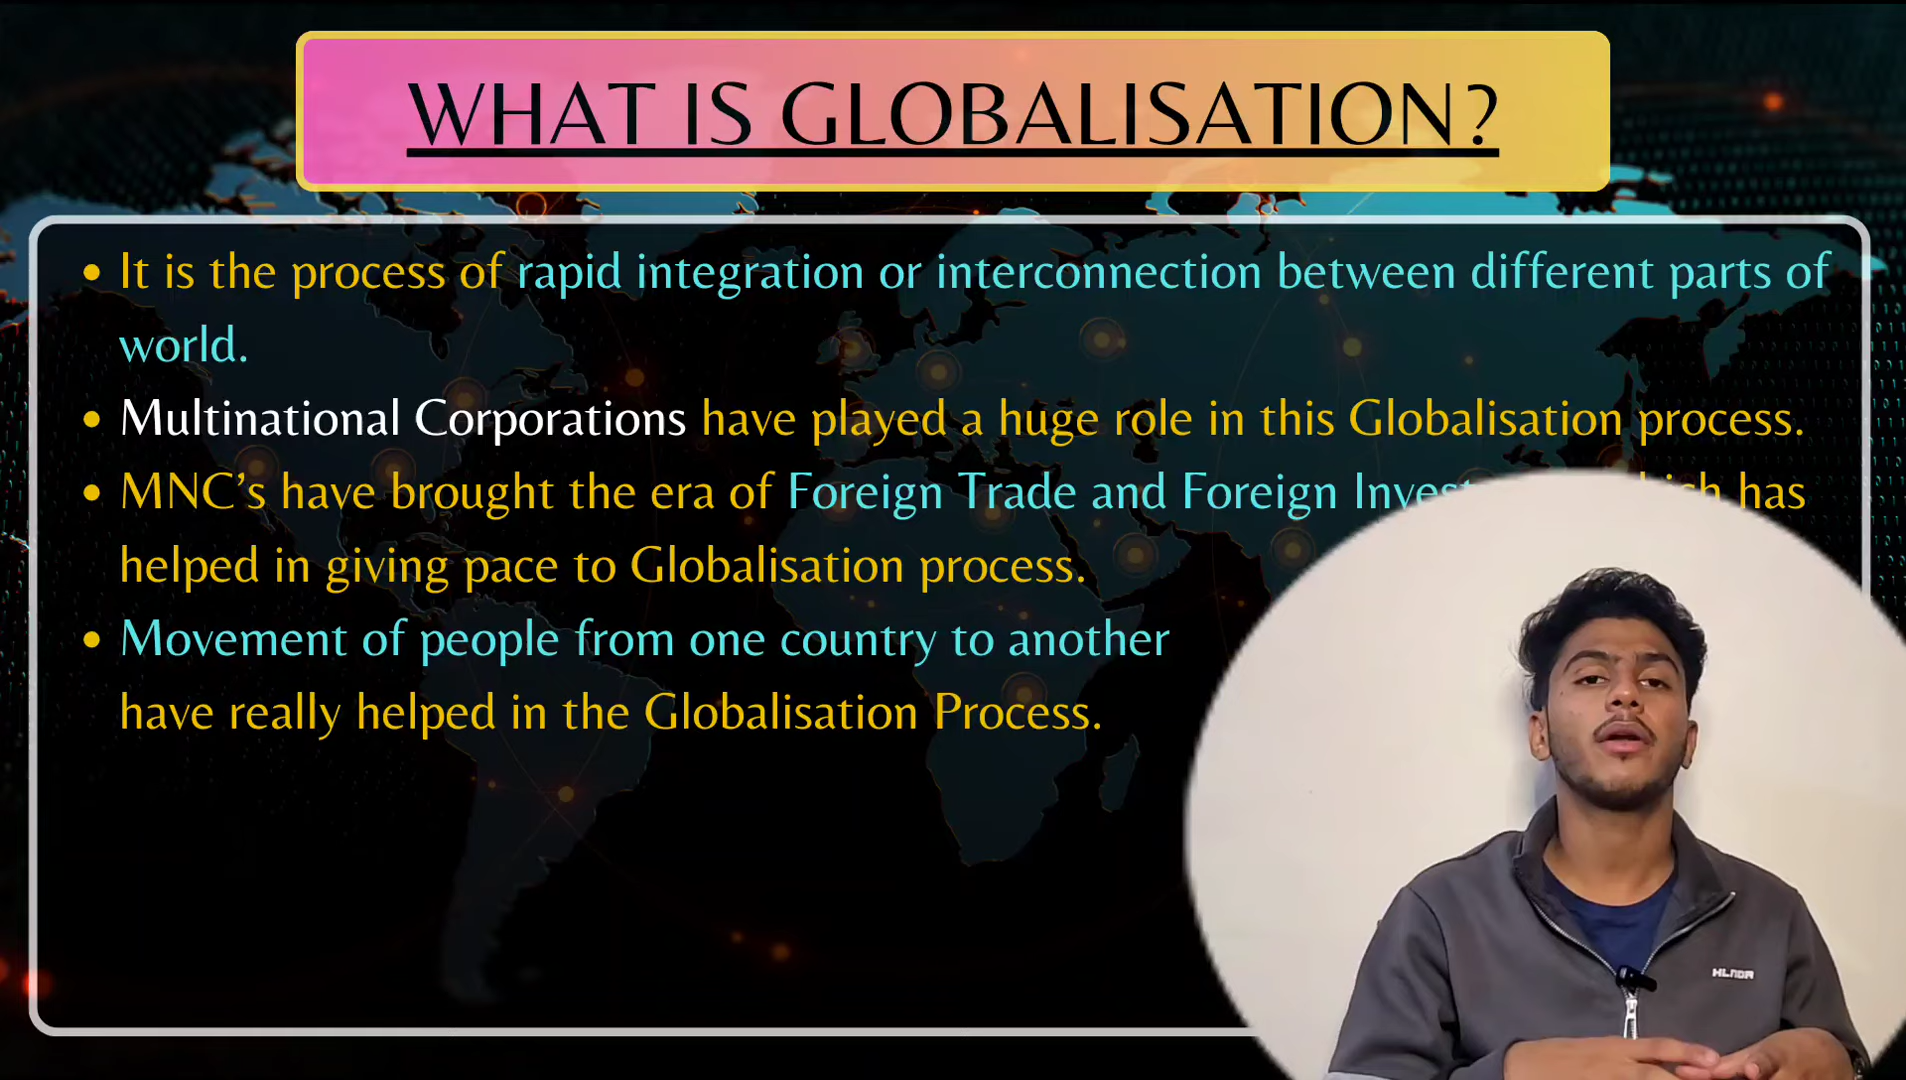 WHAT IS GLOBALISATION?
• It is the process of rapid integration or interconnection between different parts of
world.
• Multinational Corporations have played a huge role in this Globalisation process.
• MNC's have brought the era of Foreign Trade and Foreign has
helped in giving pace to Globalisation process.
• Movement of people from one country to another
have really helped in the Globalisation Process.